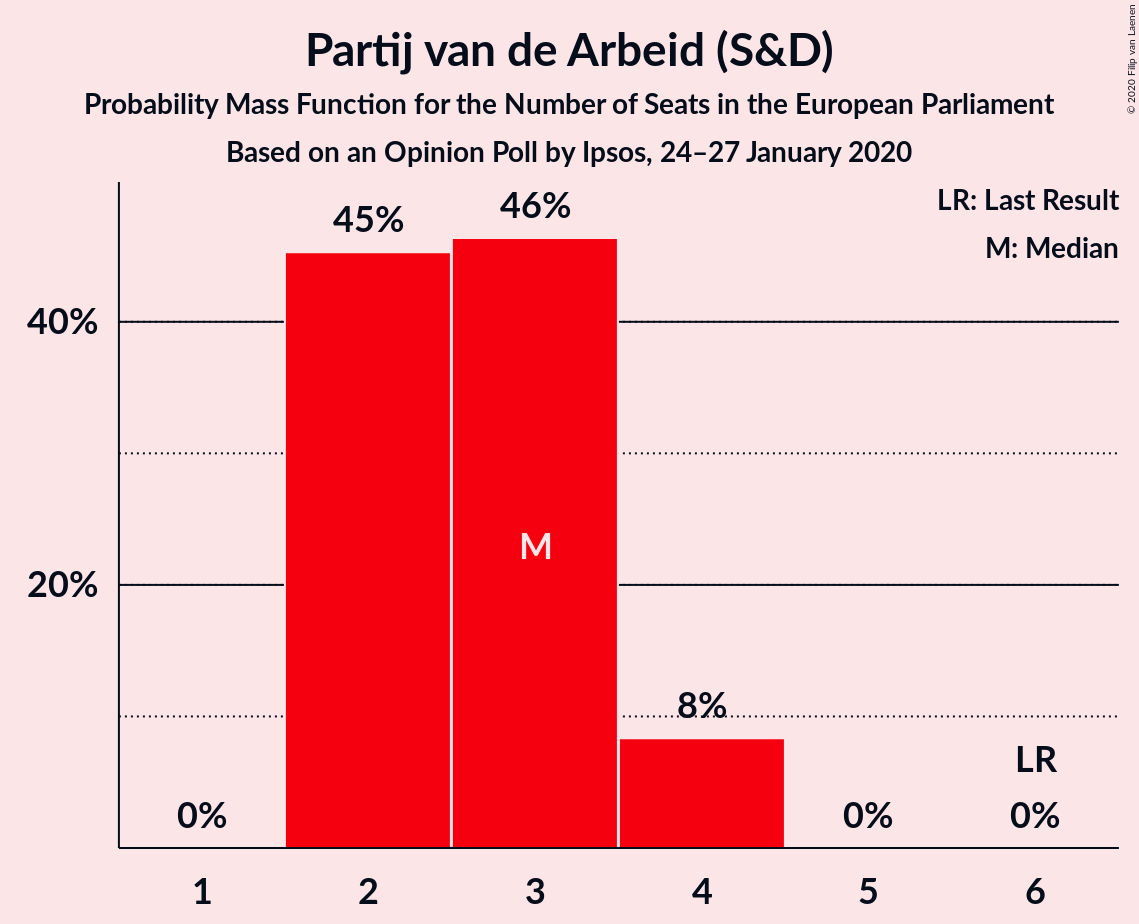 Partij van de Arbeid (S&D)
Probability Mass Function for the Number of Seats in the European Parliament
Based on an Opinion Poll by Ipsos, 24–27 January 2020
© 2020 Filip van Laenen
LR: Last Result
M: Median
45%
46%
40%
M
20%
8%
LR
0%
0%
0%
1
2
3
4
5
6